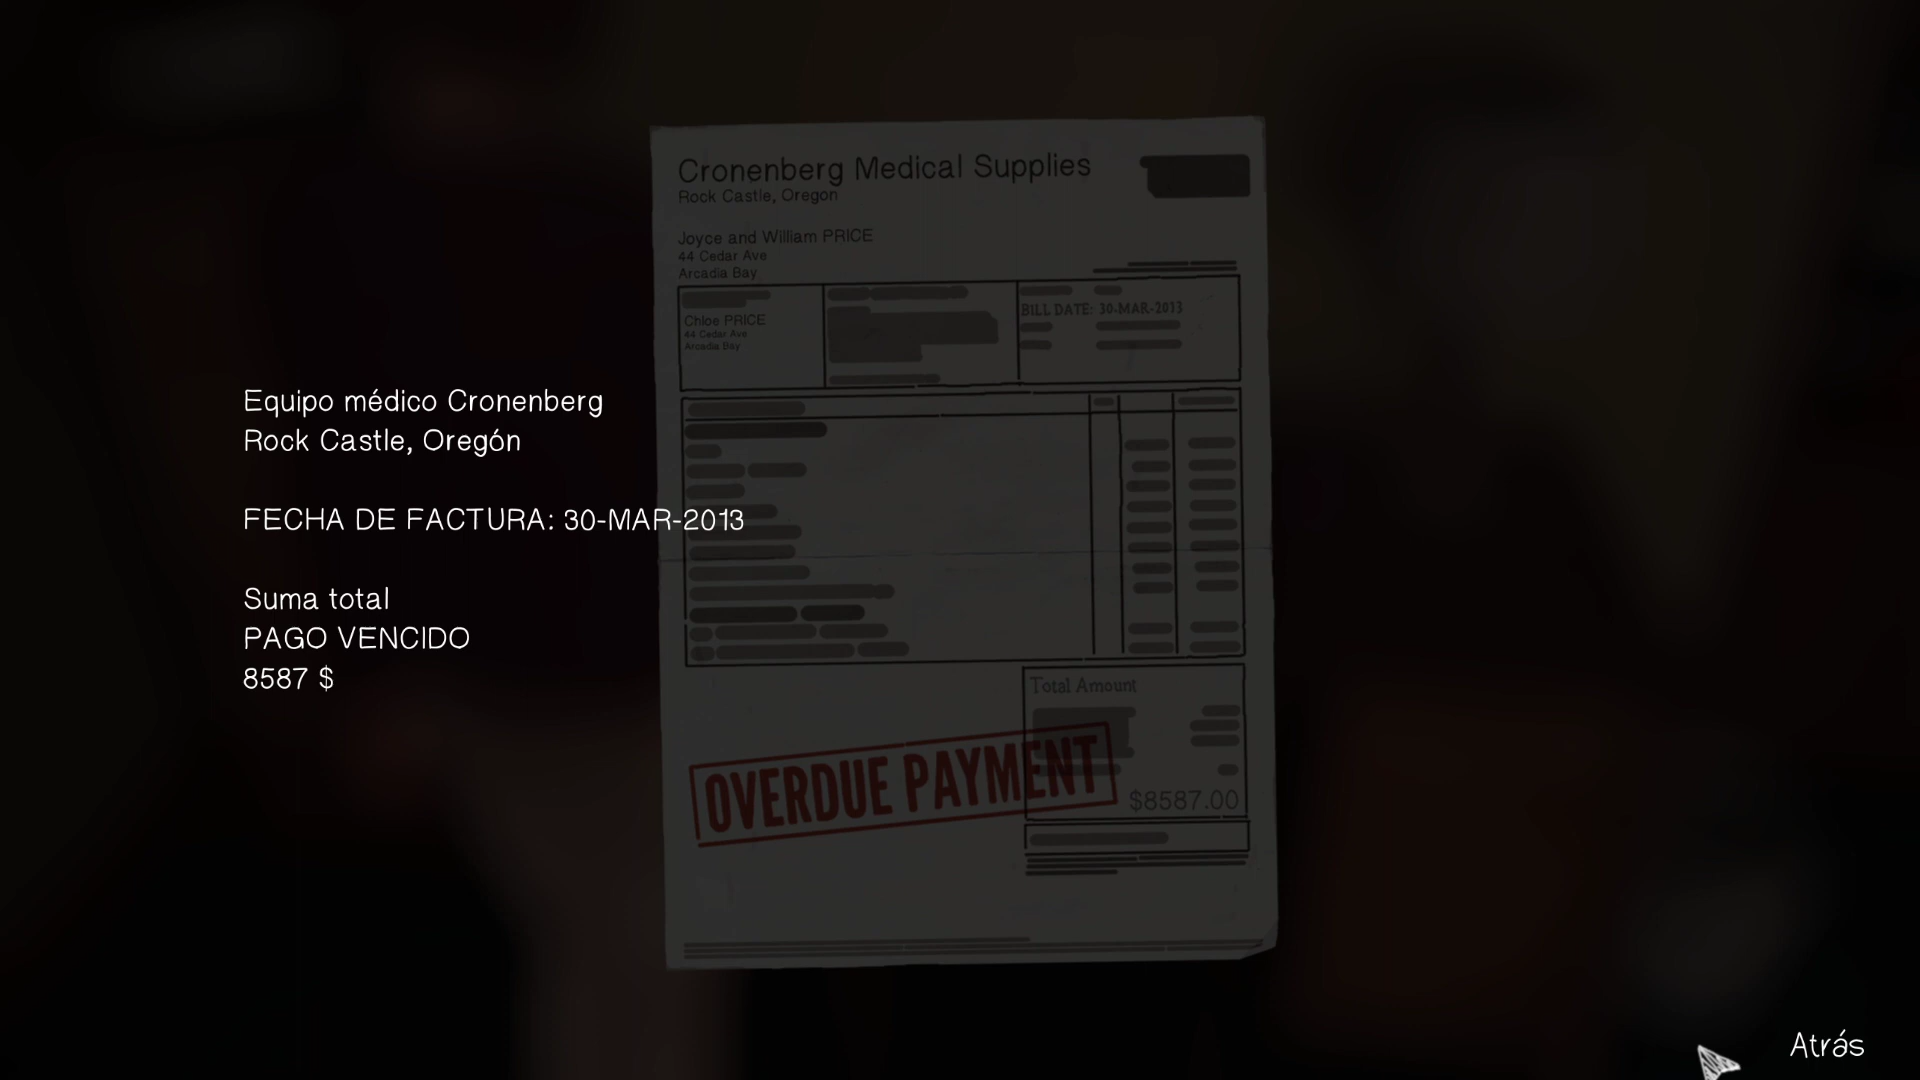 Cronenberg Medical Supplies
Rock Castle, Oregon
Joyce and William PRICE
44 Cedar Ave
Arcadia Bay
Chloe PRICE
44 Cedar Ave
Arcadia Bay
BILL DATE: 30-MAR-2013
Equipo médico Cronenberg
Rock Castle, Oregón
FECHA DE FACTURA: 30-MAR-2013
Suma total
PAGO VENCIDO
8587 $
Total Amount
OVERDUE PAYMENT
$8587.00
Atrás